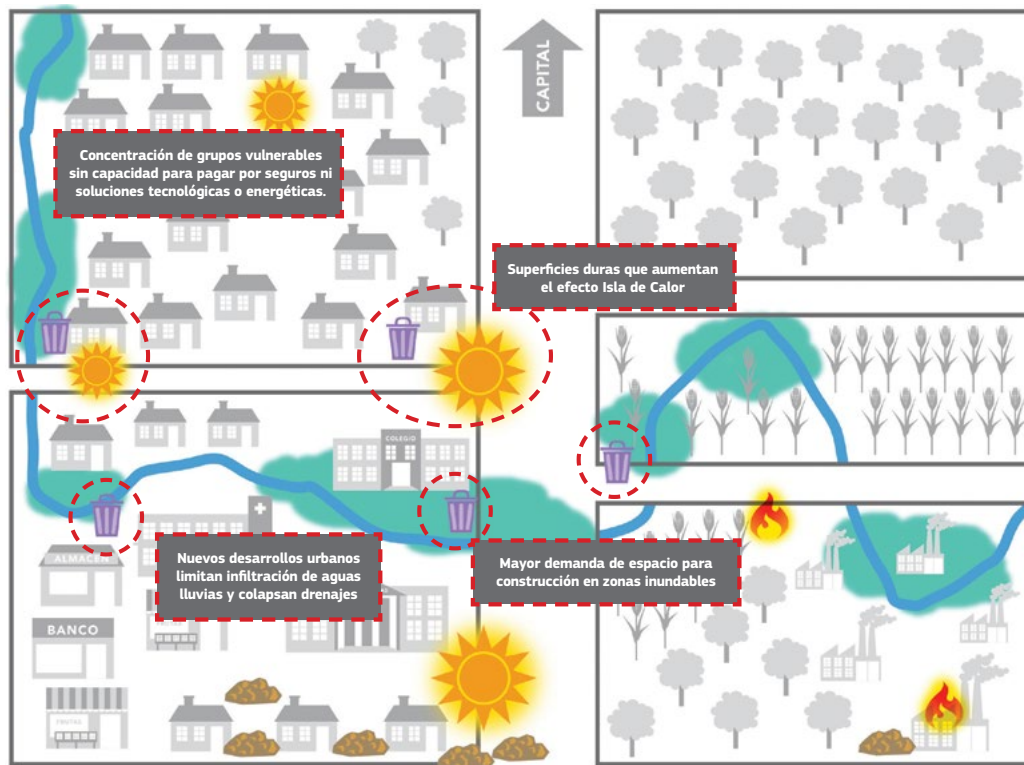 CAPITAL
Concentración de grupos vulnerables
sin capacidad para pagar por seguros ni
soluciones tecnológicas o energéticas.
Superficies duras que aumentan
el efecto Isla de Calor
COLEGIO
Nuevos desarrollos urbanos
limitan infiltración de aguas
lluvias y colapsan drenajes
Mayor demanda de espacio para
construcción en zonas inundables
ALMACEN
BANCO
FRUTAS